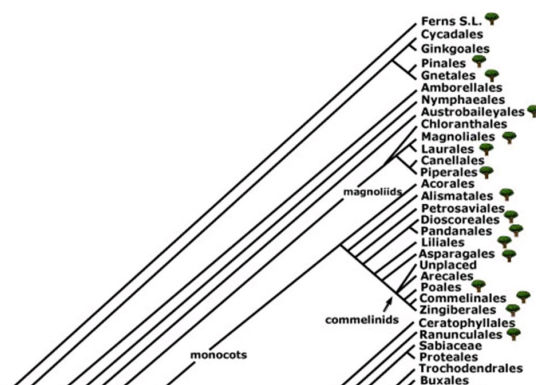 Ferns S.L.
Cycadales
Ginkgoales
Pinales
Gnetales
Amborellales
Nymphaeales
Austrobaileyales
Chloranthales
Magnoliales
Laurales
Canellales
Piperales
magnoliids
Acorales
Alismatales
Petrosaviales
Dioscoreales
Pandanales
Liliales
Asparagales
Unplaced
Arecales
Poales
Commelinales
Zingiberales
commelinids
Ceratophyllales
Ranunculales
Sabiaceae
monocots
Proteales
Trochodendrales
Buxales